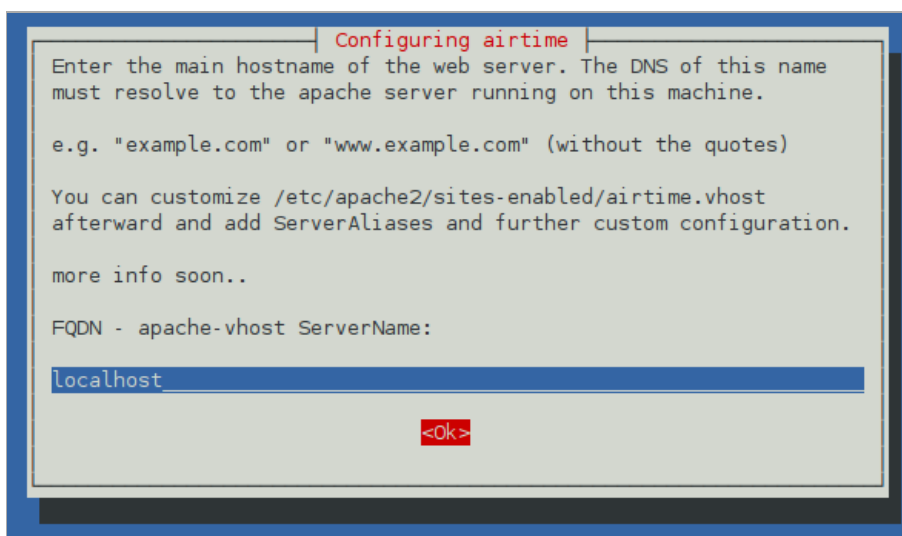 Configuring airtime
Enter the main hostname of the web server. The DNS of this name
must resolve to the apache server running on this machine.
e.g. "example.com" or "www.example.com" (without the quotes)
You can customize /etc/apache2/sites-enabled/airtime.vhost
afterward and add ServerAliases and further custom configuration.
more info soon..
FQDN - apache-vhost ServerName:
localhost
<Ok>